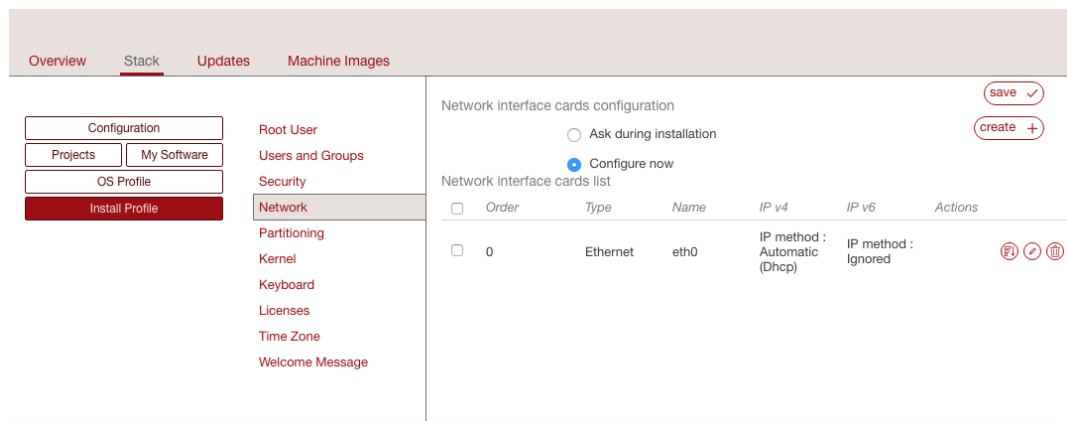 Overview Stack Updates Machine Images
Configuration
Projects My Software
OS Profile
Install Profile
Root User
Users and Groups
Security
Network
Partitioning
Kernel
Keyboard
Licenses
Time Zone
Welcome Message
save
create +
Network interface cards configuration
Ask during installation
Configure now
Network interface cards list
Order Type Name IP v4 IP v6 Actions
0 Ethernet eth0 IP method : Automatic (Dhcp) IP method : Ignored